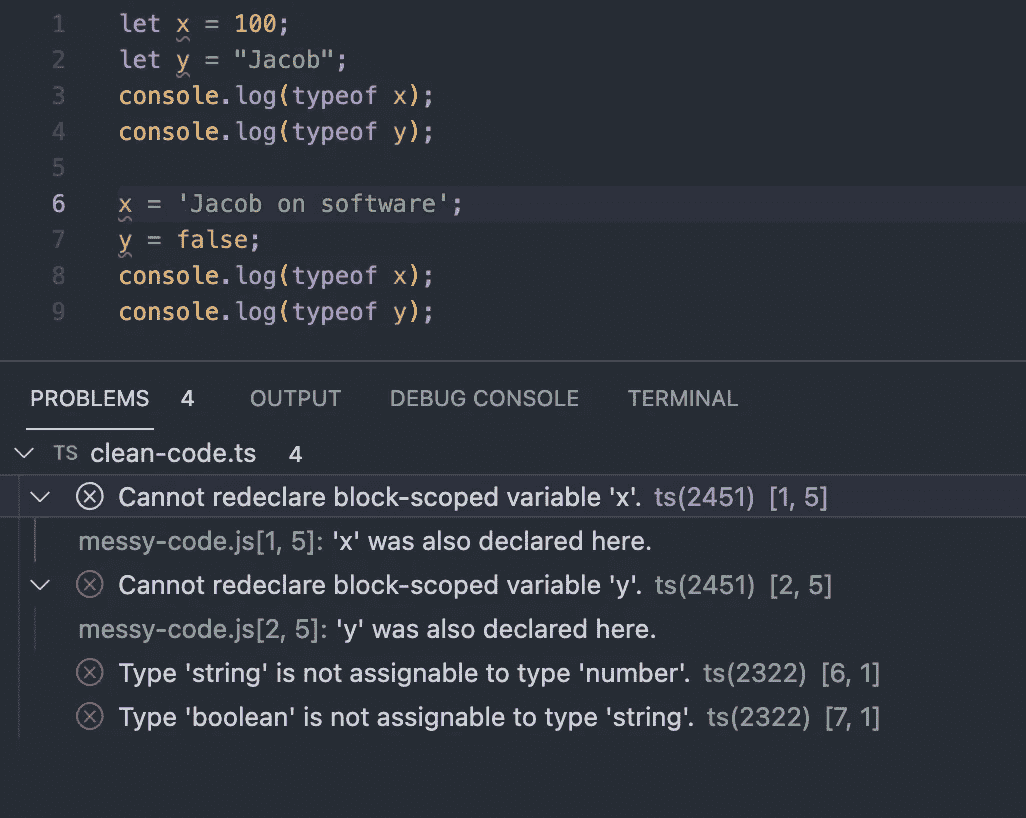 1 let x = 100;
2 let y = "Jacob";
3 console.log(typeof x);
4 console.log(typeof y);
5
6 x = 'Jacob on software';
7 y = false;
8 console.log(typeof x);
9 console.log(typeof y);
PROBLEMS 4 OUTPUT DEBUG CONSOLE TERMINAL
TS clean-code.ts 4
Cannot redeclare block-scoped variable 'x'. ts(2451) [1, 5]
messy-code.js[1, 5]: 'x' was also declared here.
Cannot redeclare block-scoped variable 'y'. ts(2451) [2, 5]
messy-code.js[2, 5]: 'y' was also declared here.
Type 'string' is not assignable to type 'number'. ts(2322) [6, 1]
Type 'boolean' is not assignable to type 'string'. ts(2322) [7, 1]